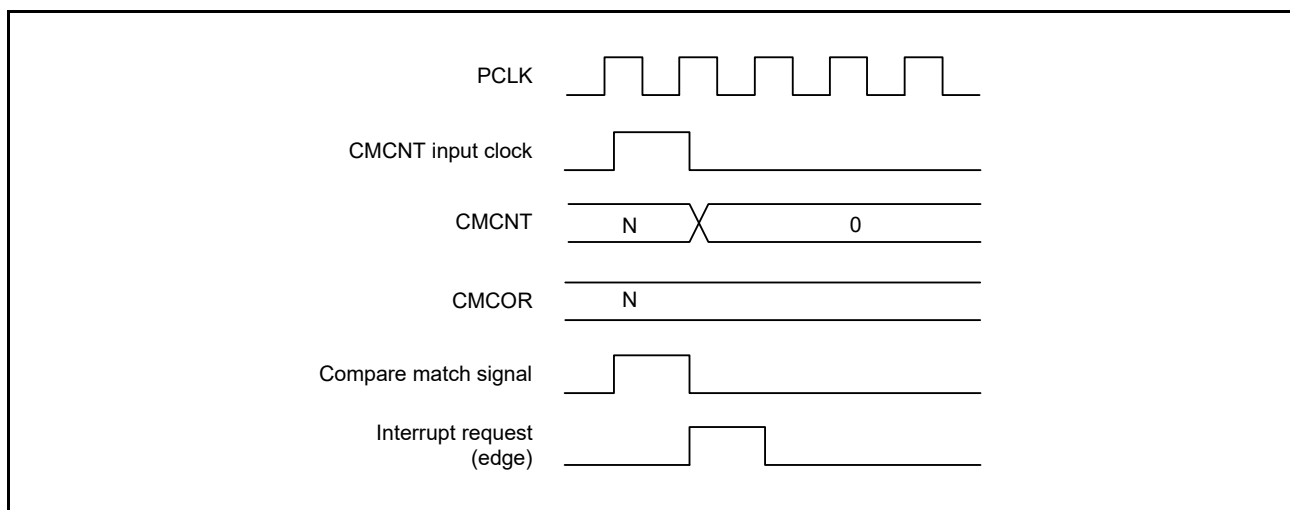 PCLK
CMCNT input clock
CMCNT
N
0
CMCOR
N
Compare match signal
Interrupt request
(edge)